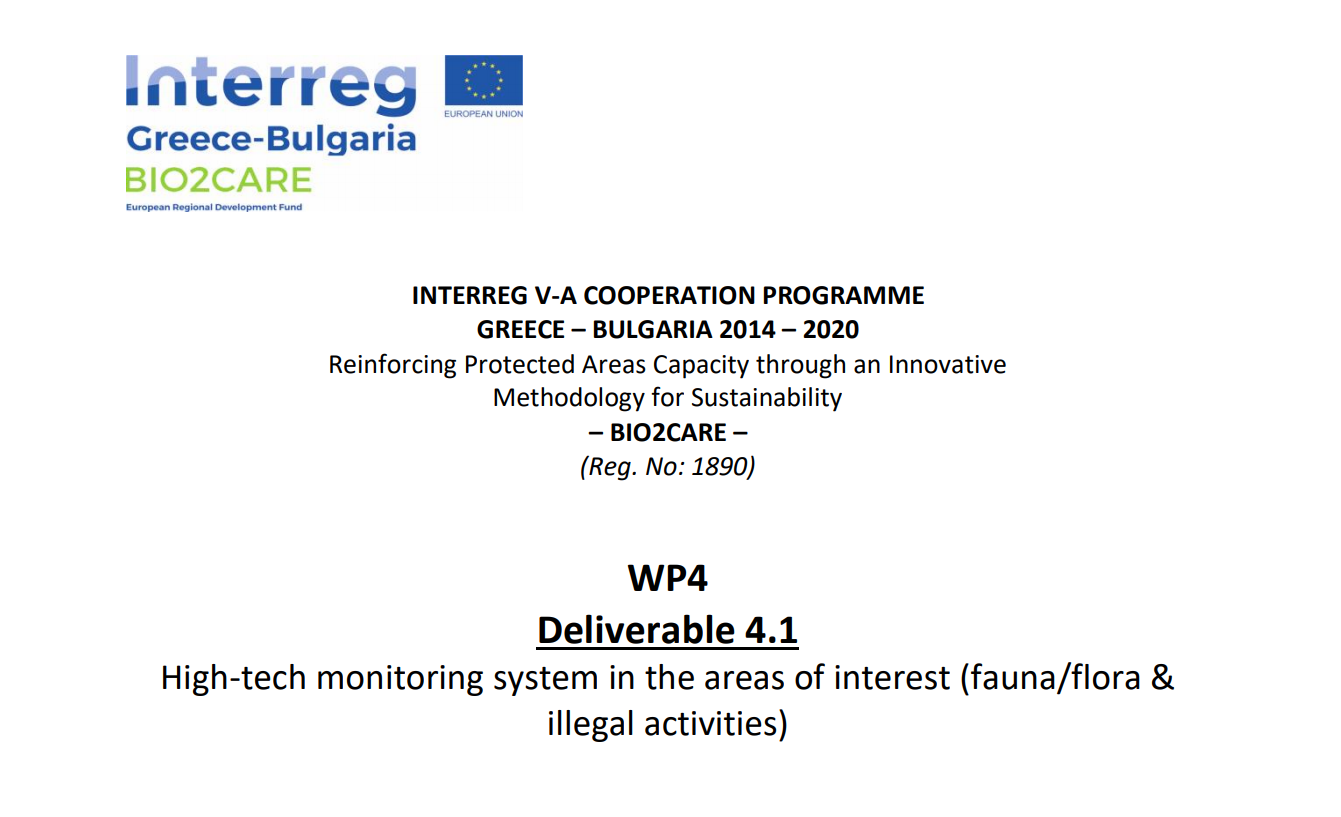 Interreg
EUROPEAN UNION
Greece-Bulgaria
BIO2CARE
European Regional Development Fund
INTERREG V-A COOPERATION PROGRAMME
GREECE – BULGARIA 2014 – 2020
Reinforcing Protected Areas Capacity through an Innovative
Methodology for Sustainability
– BIO2CARE –
(Reg. No: 1890)
WP4
Deliverable 4.1
High-tech monitoring system in the areas of interest (fauna/flora &
illegal activities)